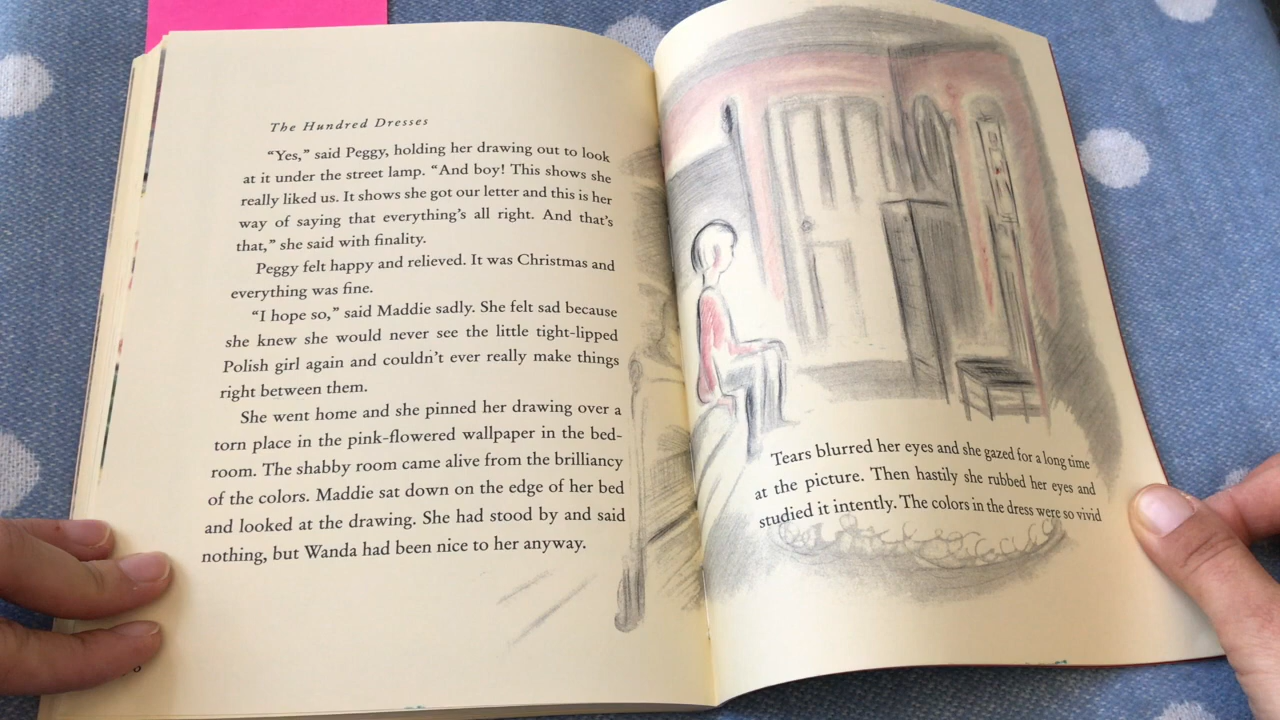 The Hundred Dresses
“Yes,” said Peggy, holding her drawing out to look
at it under the street lamp. “And boy! This shows she
really liked us. It shows she got our letter and this is her
way of saying that everything’s all right. And that’s
that,” she said with finality.
Peggy felt happy and relieved. It was Christmas and
everything was fine.
“I hope so,” said Maddie sadly. She felt sad because
she knew she would never see the little tight-lipped
Polish girl again and couldn’t ever really make things
right between them.
She went home and she pinned her drawing over a
torn place in the pink-flowered wallpaper in the bed-
room. The shabby room came alive from the brilliancy
of the colors. Maddie sat down on the edge of her bed
and looked at the drawing. She had stood by and said
nothing, but Wanda had been nice to her anyway.
Tears blurred her eyes and she gazed for a long time
at the picture. Then hastily she rubbed her eyes and
studied it intently. The colors in the dress were so vivid